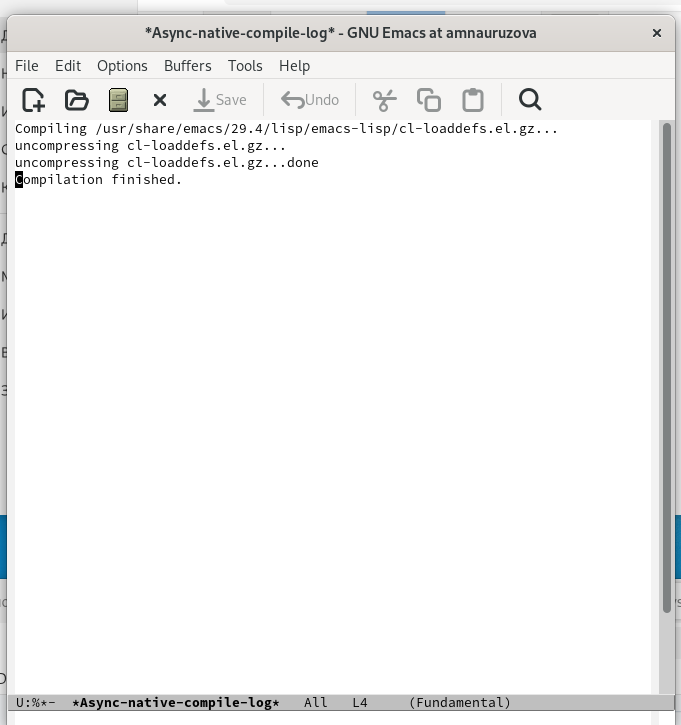 *Async-native-compile-log* - GNU Emacs at amnauruzova
File Edit Options Buffers Tools Help
Save Undo
Compiling /usr/share/emacs/29.4/lisp/emacs-lisp/cl-loaddefs.el.gz...
uncompressing cl-loaddefs.el.gz...
uncompressing cl-loaddefs.el.gz...done
Compilation finished.
U:%*- *Async-native-compile-log* All L4 (Fundamental)